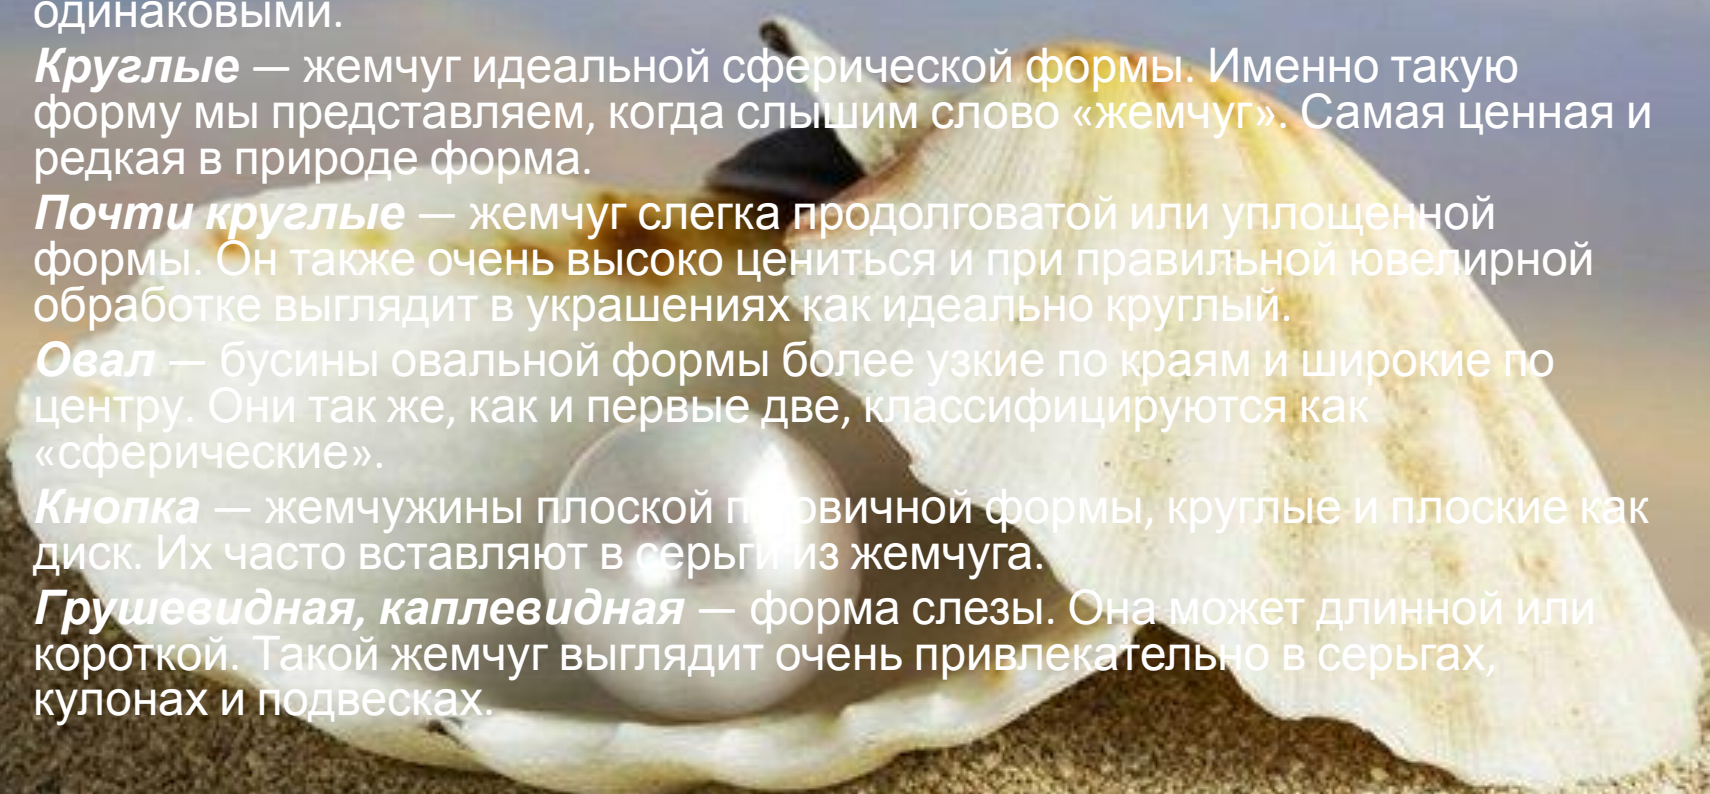 одинаковыми.
Круглые — жемчуг идеальной сферической формы. Именно такую
форму мы представляем, когда слышим слово «жемчуг». Самая ценная и
редкая в природе форма.
Почти круглые — жемчуг слегка продолговатой или уплощенной
формы. Он также очень высоко цениться и при правильной ювелирной
обработке выглядит в украшениях как идеально круглый.
Овал — бусины овальной формы более узкие по краям и широкие по
центру. Они так же, как и первые две, классифицируются как
«сферические».
Кнопка — жемчужины плоской пуговичной формы, круглые и плоские как
диск. Их часто вставляют в серьги из жемчуга.
Грушевидная, каплевидная — форма слезы. Она может длинной или
короткой. Такой жемчуг выглядит очень привлекательно в серьгах,
кулонах и подвесках.